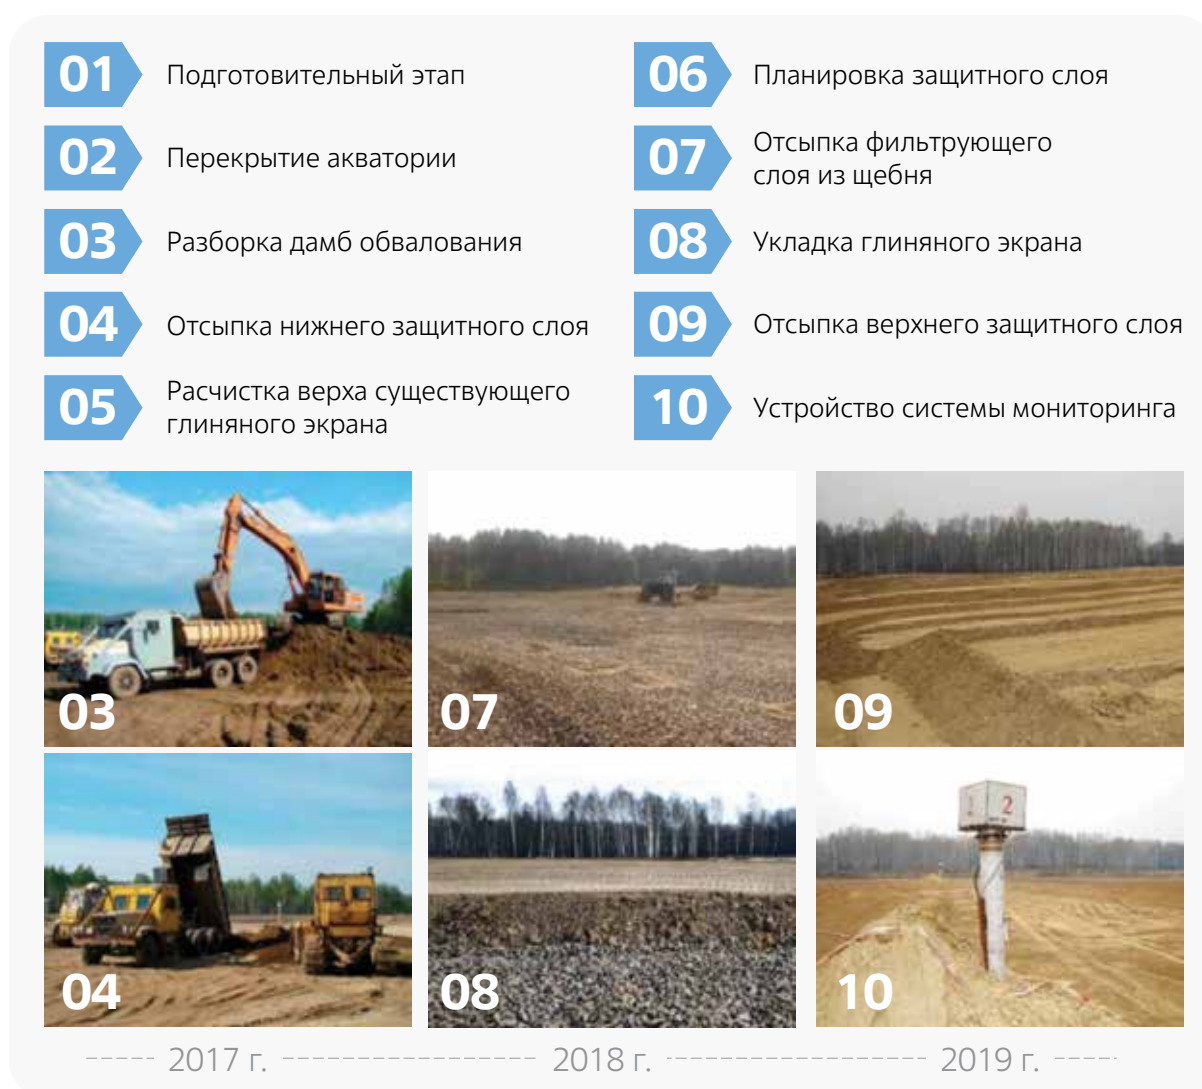 01
Подготовительный этап
02
Перекрытие акватории
03
Разборка дамб обвалования
04
Отсыпка нижнего защитного слоя
05
Расчистка верха существующего
глиняного экрана
06
Планировка защитного слоя
07
Отсыпка фильтрующего
слоя из щебня
08
Укладка глиняного экрана
09
Отсыпка верхнего защитного слоя
10
Устройство системы мониторинга
03
07
09
04
08
1 2
10
2017 г.
2018 г.
2019 г.